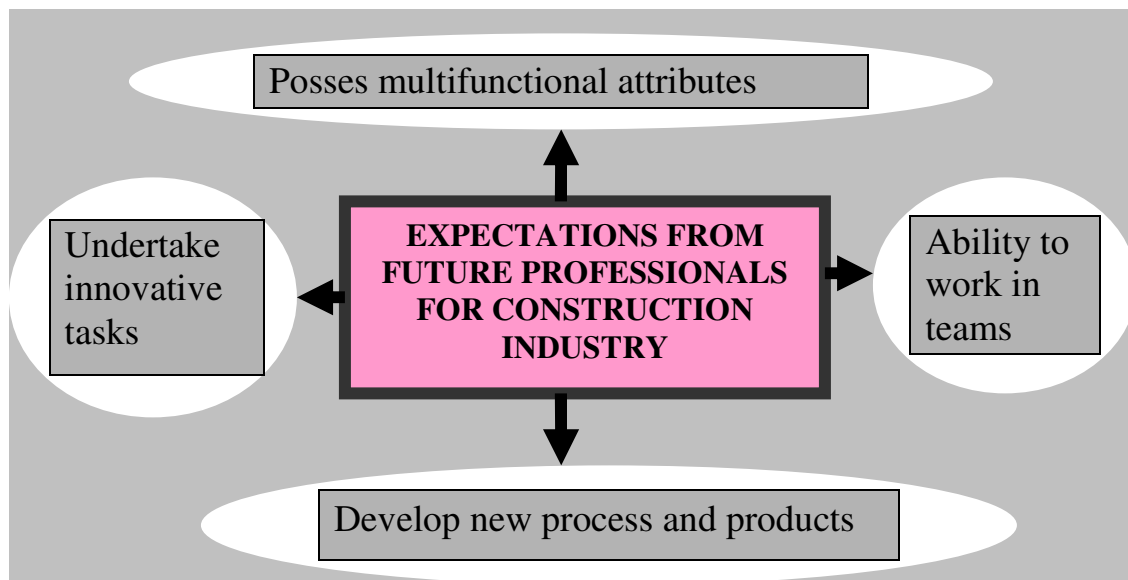 Posses multifunctional attributes
Undertake
innovative
tasks
EXPECTATIONS FROM
FUTURE PROFESSIONALS
FOR CONSTRUCTION
INDUSTRY
Ability to
work in
teams
Develop new process and products